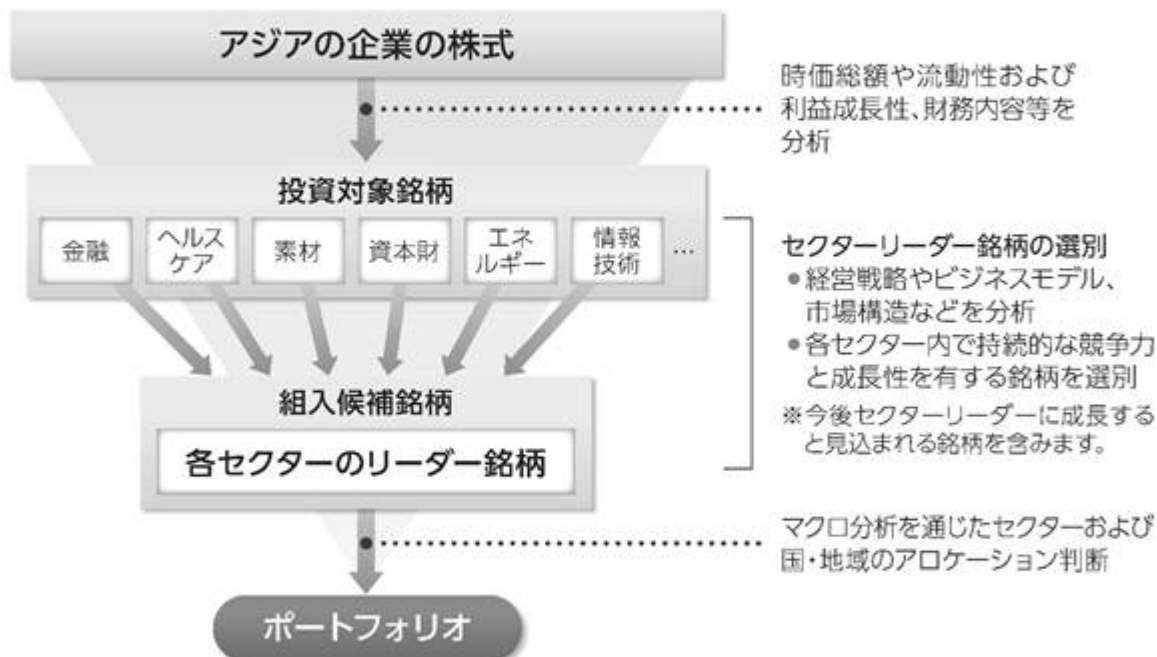 アジアの企業の株式
時価総額や流動性および
利益成長性、財務内容等を
分析
投資対象銘柄
金融
ヘルス
ケア
素材
資本財
エネ
ルギー
情報
技術
…
セクターリーダー銘柄の選別
●経営戦略やビジネスモデル、
市場構造などを分析
●各セクター内で持続的な競争力
と成長性を有する銘柄を選別
※今後セクターリーダーに成長する
と見込まれる銘柄を含みます。
組入候補銘柄
各セクターのリーダー銘柄
マクロ分析を通じたセクターおよび
国・地域のアロケーション判断
ポートフォリオ